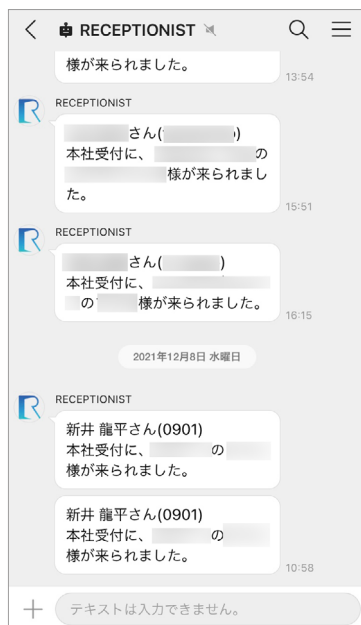 RECEPTIONIST
様が来られました。
13:54
RECEPTIONIST
さん(
)
本社受付に、
の
様が来られまし
た。
15:51
RECEPTIONIST
さん(
)
本社受付に、
の
様が来られました。
16:15
2021年12月8日 水曜日
RECEPTIONIST
新井 龍平さん(0901)
本社受付に、
の
様が来られました。
新井 龍平さん(0901)
本社受付に、
の
様が来られました。
10:58
テキストは入力できません。